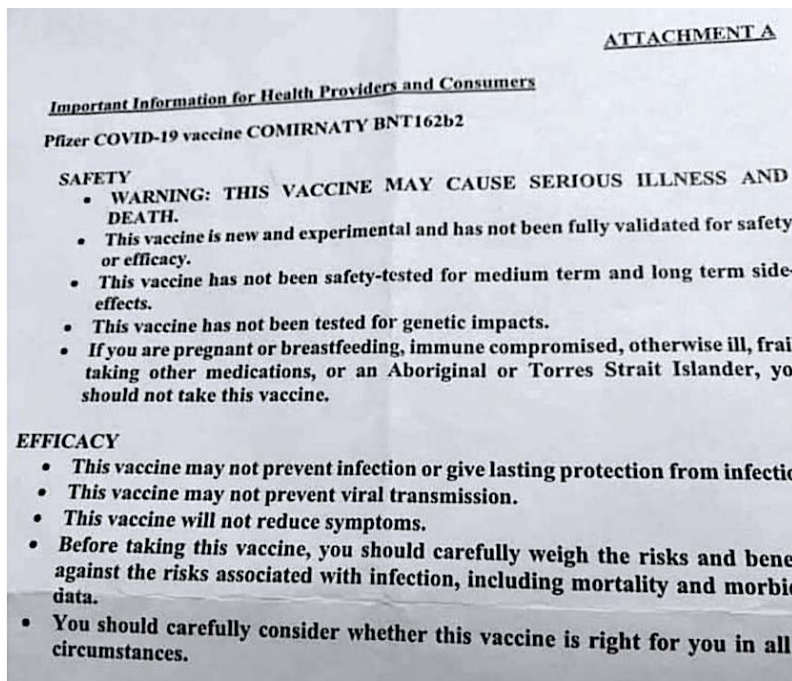 ATTACHMENT A
Important Information for Health Providers and Consumers
Pfizer COVID-19 vaccine COMIRNATY BNT162b2
SAFETY
• WARNING: THIS VACCINE MAY CAUSE SERIOUS ILLNESS AND
DEATH.
• This vaccine is new and experimental and has not been fully validated for safety
or efficacy.
• This vaccine has not been safety-tested for medium term and long term side-
effects.
• This vaccine has not been tested for genetic impacts.
• If you are pregnant or breastfeeding, immune compromised, otherwise ill, frai
taking other medications, or an Aboriginal or Torres Strait Islander, yo
should not take this vaccine.
EFFICACY
• This vaccine may not prevent infection or give lasting protection from infectio
• This vaccine may not prevent viral transmission.
• This vaccine will not reduce symptoms.
• Before taking this vaccine, you should carefully weigh the risks and bene
against the risks associated with infection, including mortality and morbid
data.
• You should carefully consider whether this vaccine is right for you in all
circumstances.